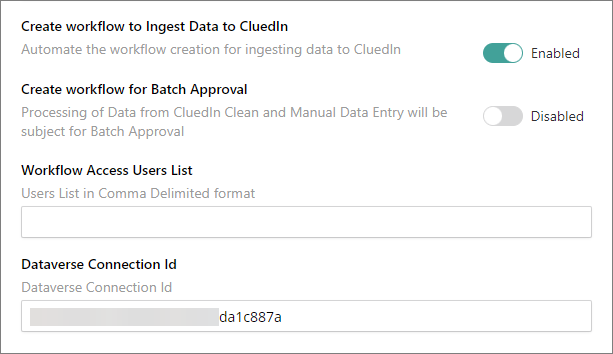 Create workflow to Ingest Data to CluedIn
Automate the workflow creation for ingesting data to CluedIn
Enabled
Create workflow for Batch Approval
Processing of Data from CluedIn Clean and Manual Data Entry will be
subject for Batch Approval
Disabled
Workflow Access Users List
Users List in Comma Delimited format
Dataverse Connection Id
Dataverse Connection Id
da1c887a